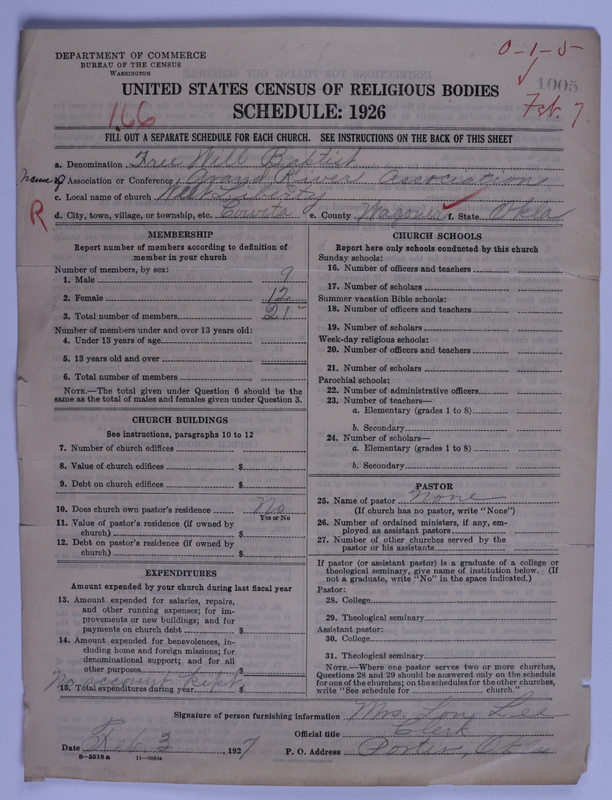 DEPARTMENT OF COMMERCE
BUREAU OF THE CENSUS
WASHINGTON
0-1-5-
1005
UNITED STATES CENSUS OF RELIGIOUS BODIES
SCHEDULE: 1926
166
Feb. 7
FILL OUT A SEPARATE SCHEDULE FOR EACH CHURCH. SEE INSTRUCTIONS ON THE BACK OF THIS SHEET
a. Denomination Free Will Baptist
Name of Association or Conference Grand River Association
c. Local name of church West Liberty
R
d. City, town, village, or township, etc. Coweta e. County Wagoner f. State Okla
MEMBERSHIP
Report number of members according to definition of
member in your church
Number of members, by sex:
1. Male 9
2. Female 12
3. Total number of members 21
Number of members under and over 13 years old:
4. Under 13 years of age
5. 13 years old and over
6. Total number of members
NOTE.—The total given under Question 6 should be the
same as the total of males and females given under Question 3.
CHURCH BUILDINGS
See instructions, paragraphs 10 to 12
7. Number of church edifices
8. Value of church edifices $
9. Debt on church edifices $
10. Does church own pastor's residence No
Yes or No
11. Value of pastor's residence (if owned by
church) $
12. Debt on pastor's residence (if owned by
church) $
EXPENDITURES
Amount expended by your church during last fiscal year
13. Amount expended for salaries, repairs,
and other running expenses; for im-
provements or new buildings; and for
payments on church debt $
14. Amount expended for benevolences, in-
cluding home and foreign missions; for
denominational support; and for all
other purposes $
No account kept
15. Total expenditures during year $
CHURCH SCHOOLS
Report here only schools conducted by this church
Sunday schools:
16. Number of officers and teachers
17. Number of scholars
Summer vacation Bible schools:
18. Number of officers and teachers
19. Number of scholars
Week-day religious schools:
20. Number of officers and teachers
21. Number of scholars
Parochial schools:
22. Number of administrative officers
23. Number of teachers—
a. Elementary (grades 1 to 8)
b. Secondary
24. Number of scholars—
a. Elementary (grades 1 to 8)
b. Secondary
PASTOR
25. Name of pastor None
(If church has no pastor, write "None")
26. Number of ordained ministers, if any, em-
ployed as assistant pastors
27. Number of other churches served by the
pastor or his assistants
If pastor (or assistant pastor) is a graduate of a college or
theological seminary, give name of institution below. (If
not a graduate, write "No" in the space indicated.)
Pastor:
28. College
29. Theological seminary
Assistant pastor:
30. College
31. Theological seminary
NOTE.—Where one pastor serves two or more churches,
Questions 28 and 29 should be answered only on the schedule
for one of the churches; on the schedules for the other churches,
write "See schedule for church."
Signature of person furnishing information Mrs. Lon Lee
Official title Clerk
Date Feb. 3, 1927 P. O. Address Porter, Okla
8-5518 a